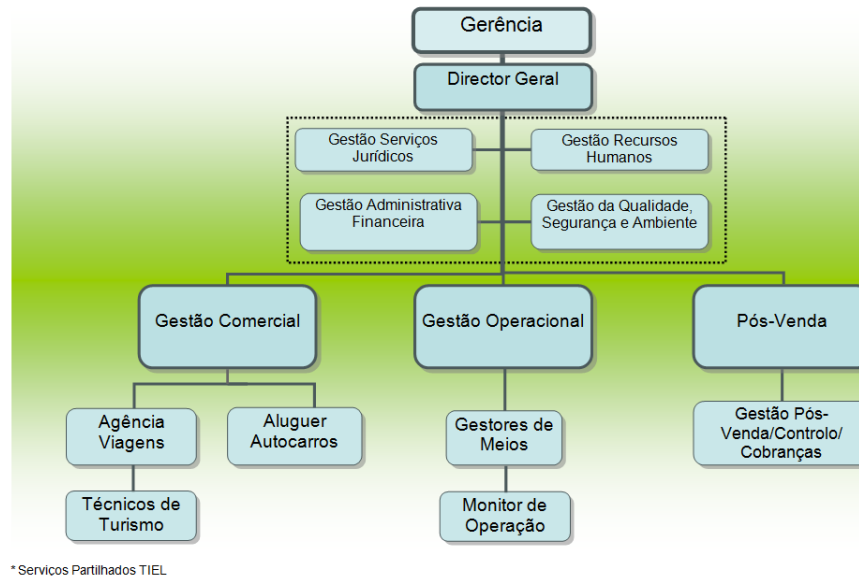 Gerência
Director Geral
Gestão Serviços
Jurídicos
Gestão Recursos
Humanos
Gestão Administrativa
Financeira
Gestão da Qualidade,
Segurança e Ambiente
Gestão Comercial
Gestão Operacional
Pós-Venda
Agência
Viagens
Aluguer
Autocarros
Gestores de
Meios
Gestão Pós-
Venda/Controlo/
Cobranças
Técnicos de
Turismo
Monitor de
Operação
* Serviços Partilhados TIEL